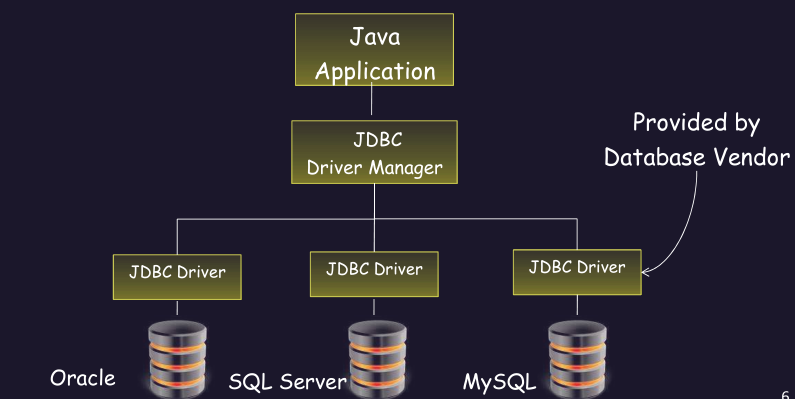 Java
Application
JDBC
Driver Manager
Provided by
Database Vendor
JDBC Driver
JDBC Driver
JDBC Driver
Oracle
SQL Server
MySQL
6